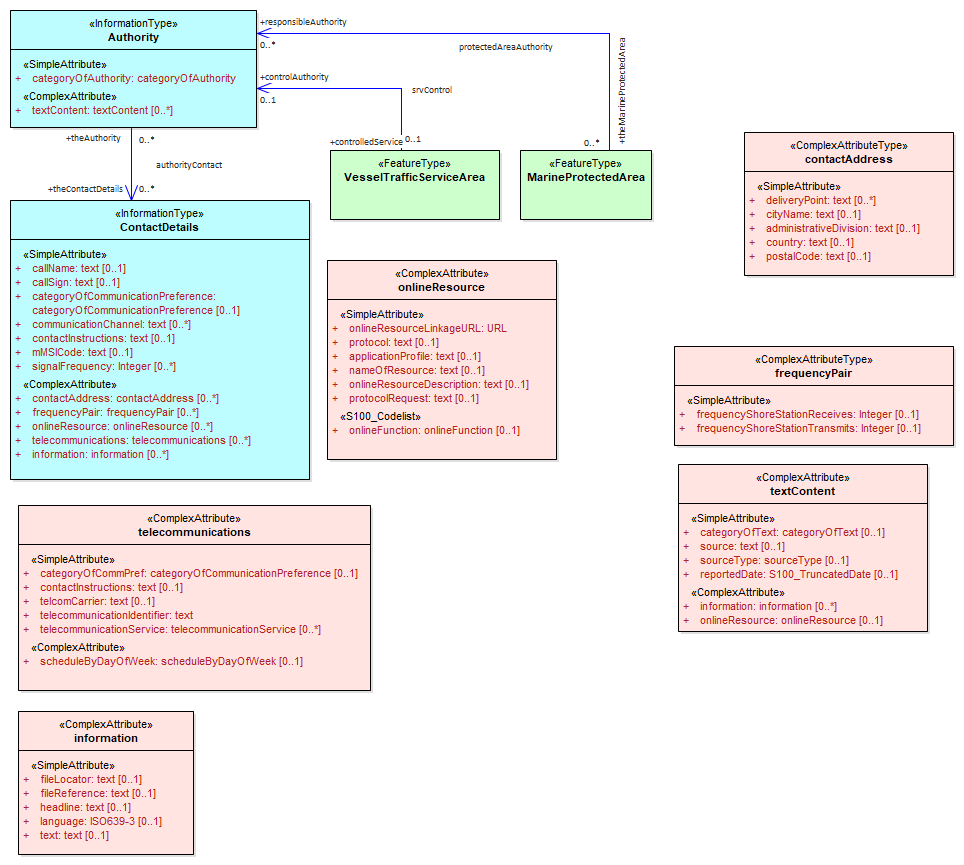 «InformationType»
Authority
«SimpleAttribute»
+ categoryOfAuthority: categoryOfAuthority
«ComplexAttribute»
+ textContent: textContent [0..*]
+responsibleAuthority
0..*
protectedAreaAuthority
+theMarineProtectedArea
0..*
+controlAuthority
0..1
srvControl
+controlledService
0..1
+theAuthority
0..*
authorityContact
+theContactDetails
0..*
«FeatureType»
VesselTrafficServiceArea
«FeatureType»
MarineProtectedArea
«ComplexAttributeType»
contactAddress
«SimpleAttribute»
+ deliveryPoint: text [0..*]
+ cityName: text [0..1]
+ administrativeDivision: text [0..1]
+ country: text [0..1]
+ postalCode: text [0..1]
«InformationType»
ContactDetails
«SimpleAttribute»
+ callName: text [0..1]
+ callSign: text [0..1]
+ categoryOfCommunicationPreference:
categoryOfCommunicationPreference [0..1]
+ communicationChannel: text [0..*]
+ contactInstructions: text [0..1]
+ mMSICode: text [0..1]
+ signalFrequency: Integer [0..*]
«ComplexAttribute»
+ contactAddress: contactAddress [0..*]
+ frequencyPair: frequencyPair [0..*]
+ onlineResource: onlineResource [0..*]
+ telecommunications: telecommunications [0..*]
+ information: information [0..*]
«ComplexAttribute»
onlineResource
«SimpleAttribute»
+ onlineResourceLinkageURL: URL
+ protocol: text [0..1]
+ applicationProfile: text [0..1]
+ nameOfResource: text [0..1]
+ onlineResourceDescription: text [0..1]
+ protocolRequest: text [0..1]
«S100_Codelist»
+ onlineFunction: onlineFunction [0..1]
«ComplexAttributeType»
frequencyPair
«SimpleAttribute»
+ frequencyShoreStationReceives: Integer [0..1]
+ frequencyShoreStationTransmits: Integer [0..1]
«ComplexAttribute»
textContent
«SimpleAttribute»
+ categoryOfText: categoryOfText [0..1]
+ source: text [0..1]
+ sourceType: sourceType [0..1]
+ reportedDate: S100_TruncatedDate [0..1]
«ComplexAttribute»
+ information: information [0..*]
+ onlineResource: onlineResource [0..1]
«ComplexAttribute»
telecommunications
«SimpleAttribute»
+ categoryOfCommPref: categoryOfCommunicationPreference [0..1]
+ contactInstructions: text [0..1]
+ telcomCarrier: text [0..1]
+ telecommunicationIdentifier: text
+ telecommunicationService: telecommunicationService [0..*]
«ComplexAttribute»
+ scheduleByDayOfWeek: scheduleByDayOfWeek [0..1]
«ComplexAttribute»
information
«SimpleAttribute»
+ fileLocator: text [0..1]
+ fileReference: text [0..1]
+ headline: text [0..1]
+ language: ISO639-3 [0..1]
+ text: text [0..1]